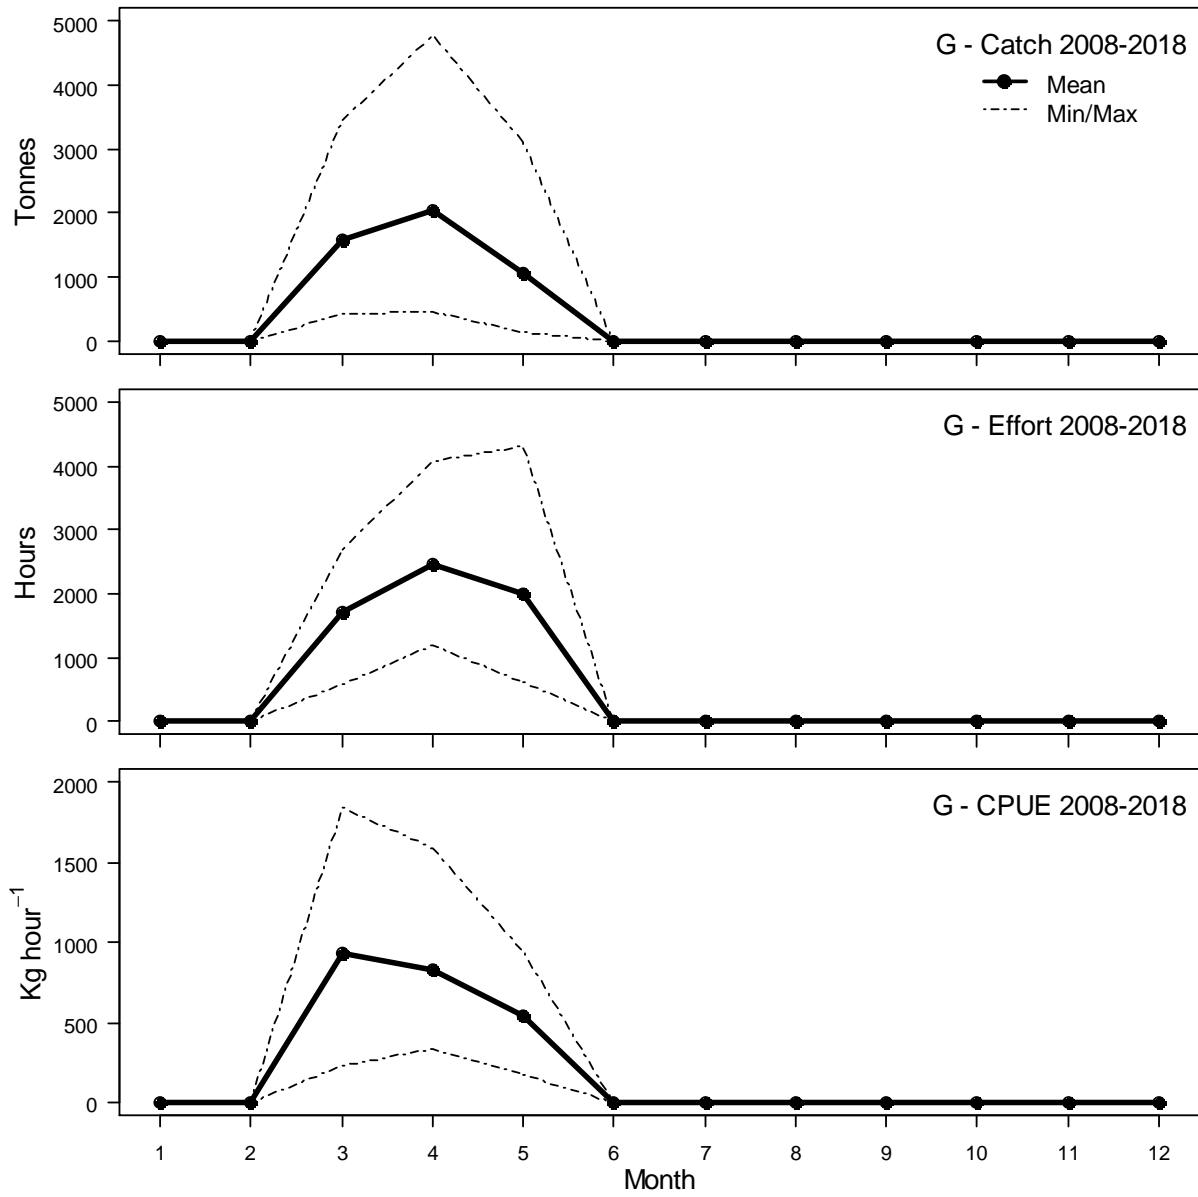 G - Catch 2008-2018
Mean
Min/Max
Tonnes
5000
4000
3000
2000
1000
0
G - Effort 2008-2018
Hours
5000
4000
3000
2000
1000
0
G - CPUE 2008-2018
Kg hour⁻¹
2000
1500
1000
500
0
1 2 3 4 5 6 7 8 9 10 11 12
Month